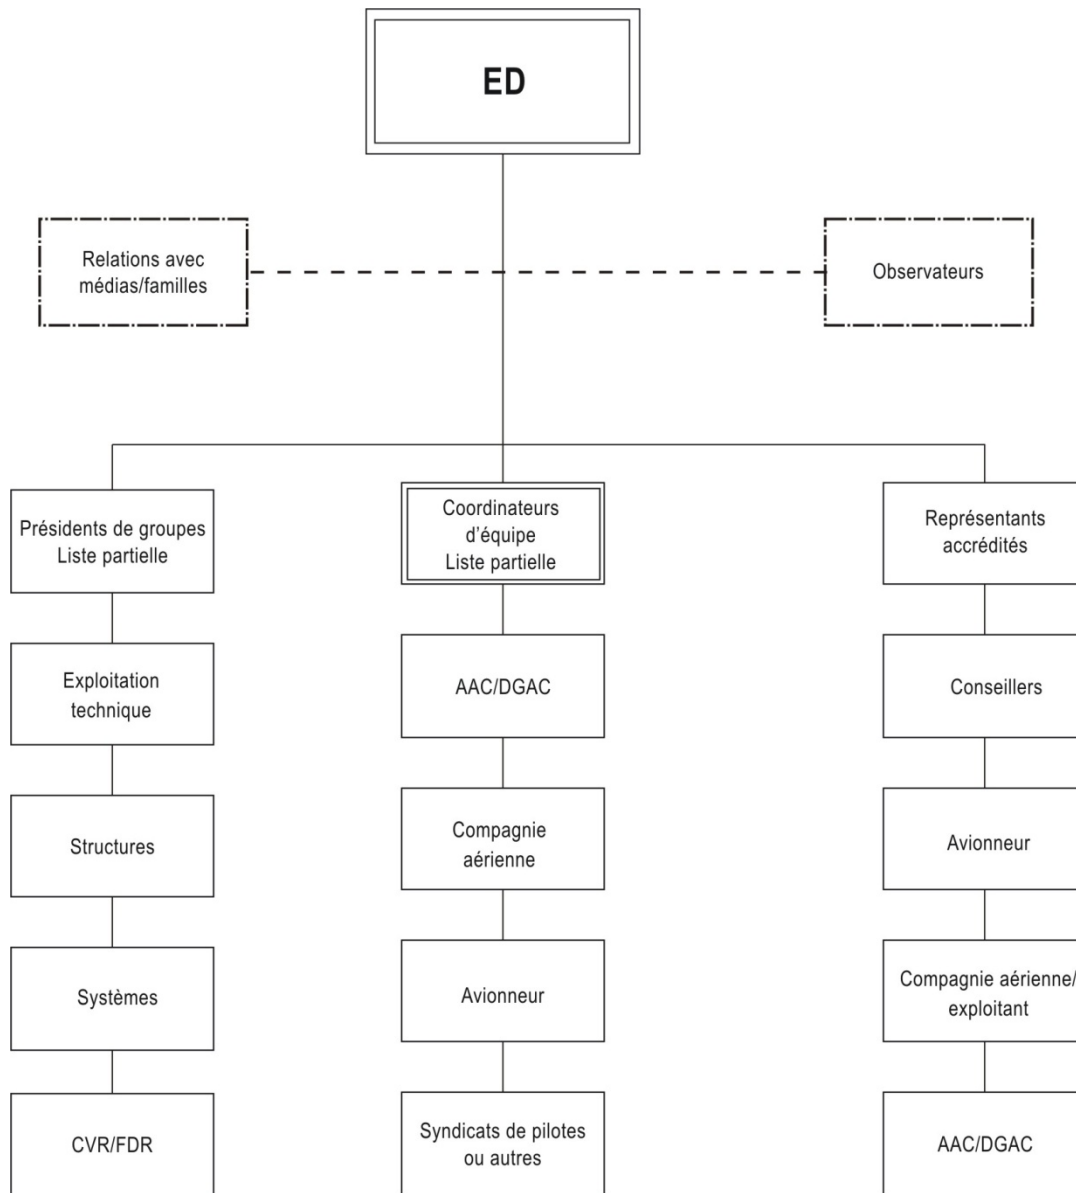 ED
Relations avec
médias/familles
Observateurs
Présidents de groupes
Liste partielle
Coordinateurs
d'équipe
Liste partielle
Représentants
accrédités
Exploitation
technique
AAC/DGAC
Conseillers
Structures
Compagnie
aérienne
Avionneur
Systèmes
Avionneur
Compagnie aérienne/
exploitant
CVR/FDR
Syndicats de pilotes
ou autres
AAC/DGAC